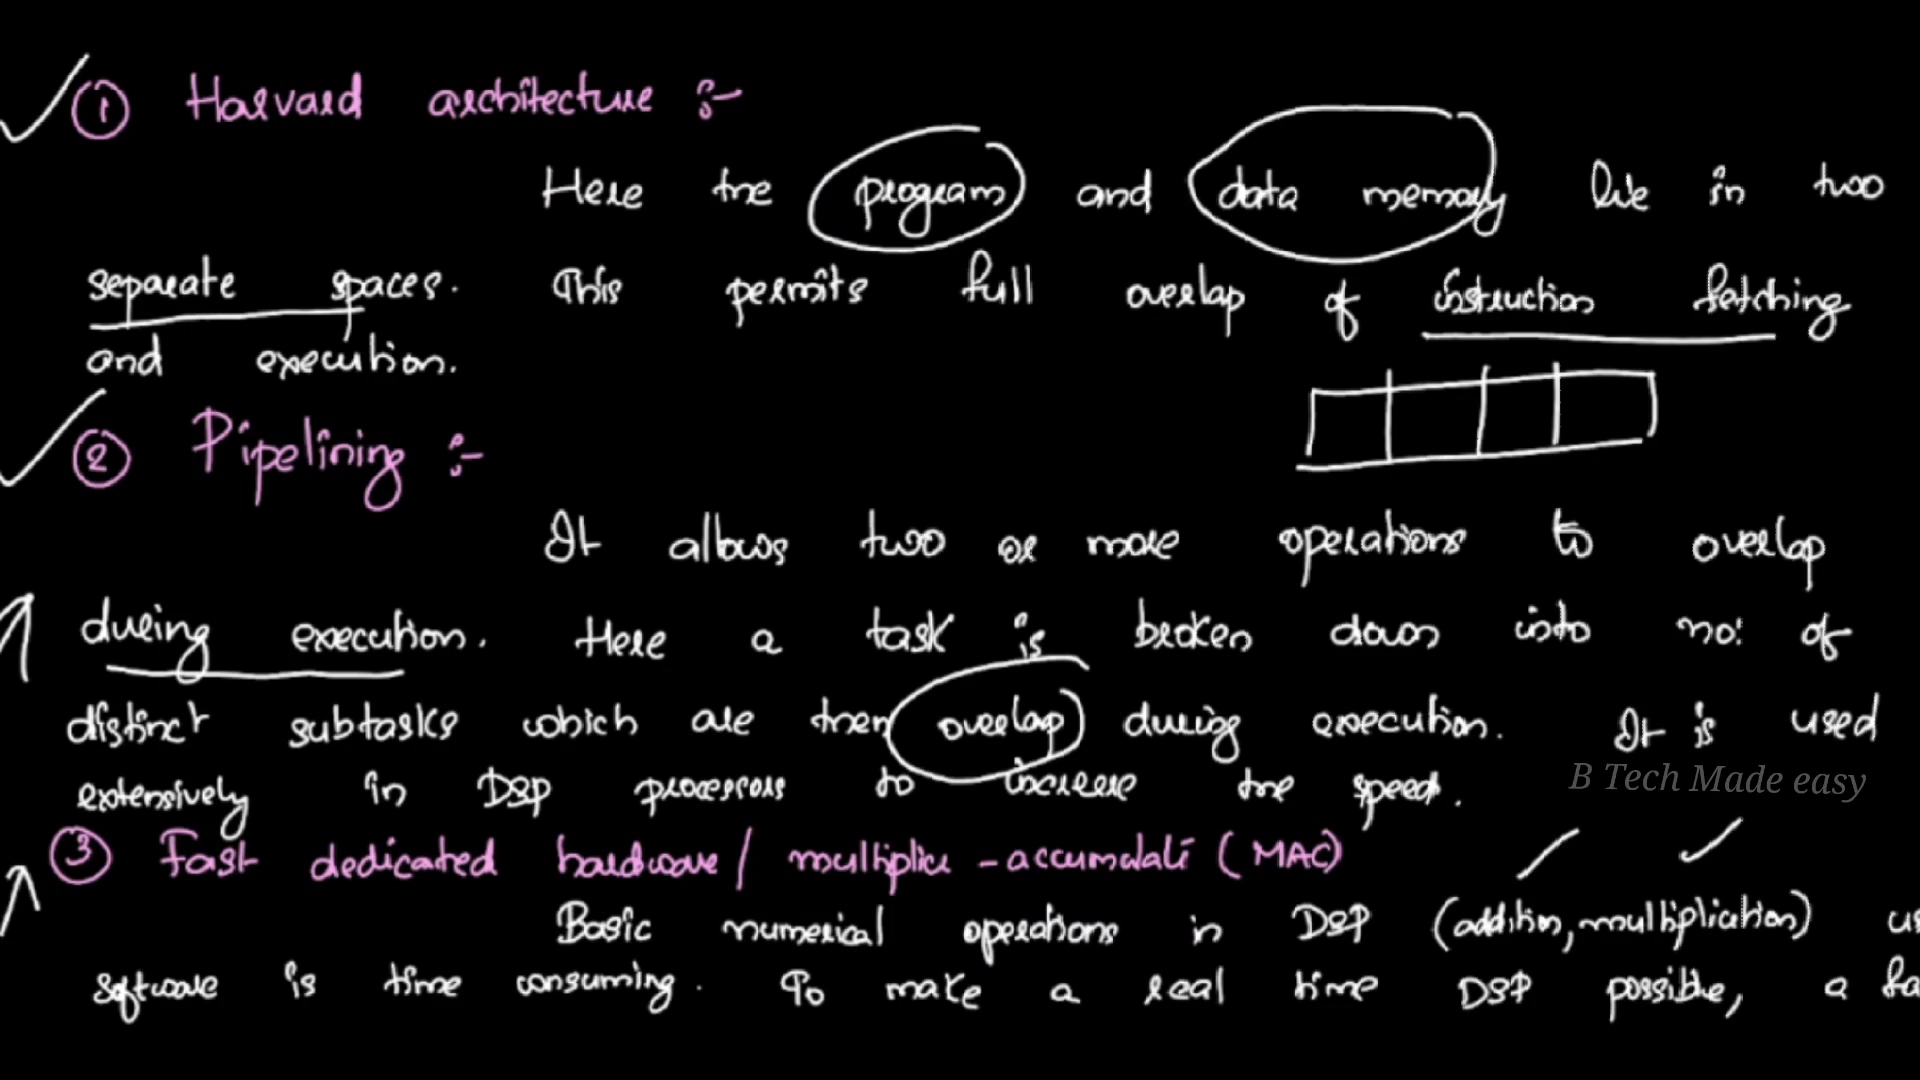 ① Harvard architecture :-
Here the program and data memory lie in two
separate spaces. This permits full overlap of instruction fetching
and execution.
② Pipelining :-
It allows two or more operations to overlap
during execution. Here a task is broken down into no: of
distinct subtasks which are then overlap during execution. It is used
extensively in DSP processors to increase the speed.
B Tech Made easy
③ Fast dedicated hardware / multiplier - accumulati (MAC)
Basic numerical operations in DSP (addition, multiplication) us
software is time consuming. To make a real time DSP possible, a fa